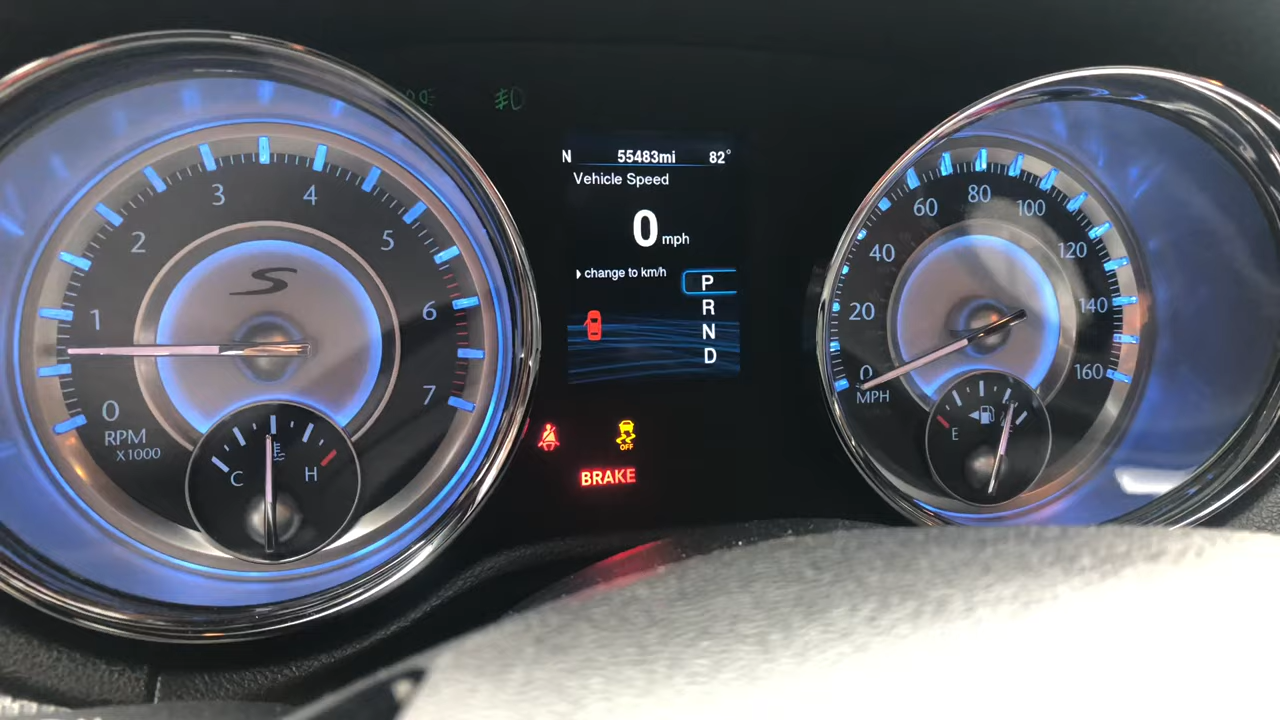 N 55483mi 82°
Vehicle Speed
0 mph
change to km/h
P
R
N
D
0 1 2 3 4 5 6 7
RPM
X1000
S
C H
OFF
BRAKE
0 20 40 60 80 100 120 140 160
MPH
E